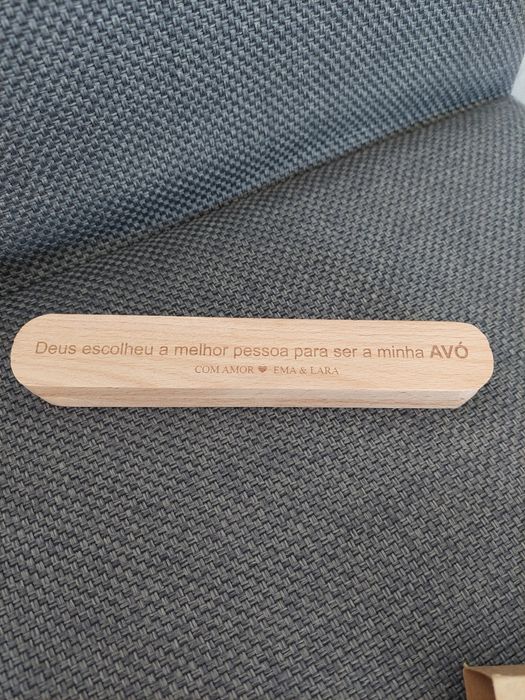 Deus escolheu a melhor pessoa para ser a minha AVÓ
COM AMOR ❤ EMA & LARA